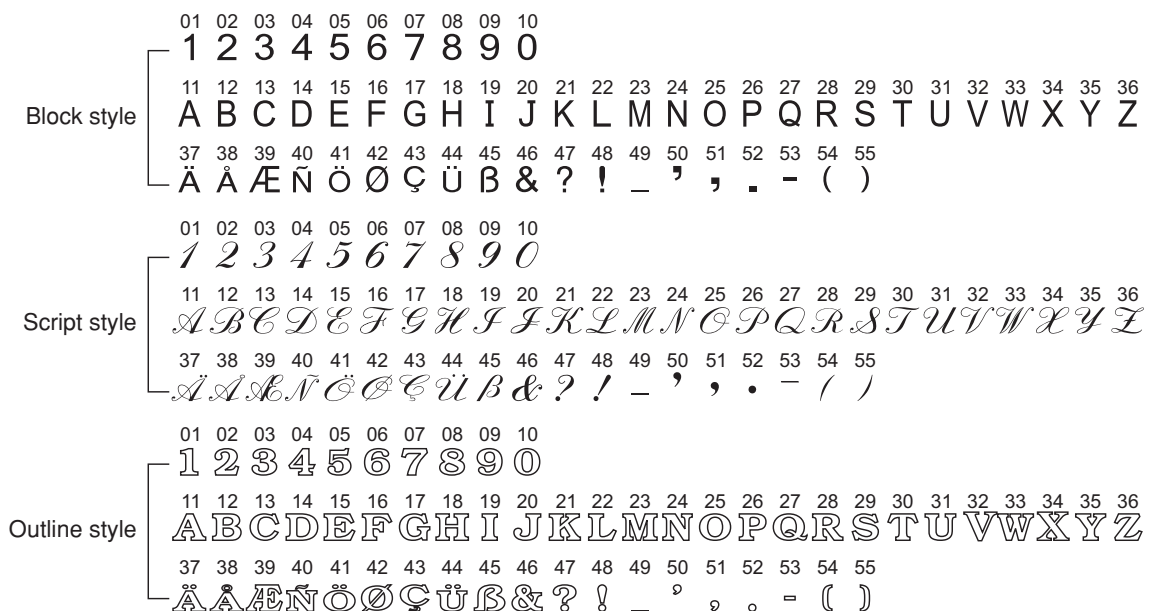 01 02 03 04 05 06 07 08 09 10
1 2 3 4 5 6 7 8 9 0
11 12 13 14 15 16 17 18 19 20 21 22 23 24 25 26 27 28 29 30 31 32 33 34 35 36
Block style
A B C D E F G H I J K L M N O P Q R S T U V W X Y Z
37 38 39 40 41 42 43 44 45 46 47 48 49 50 51 52 53 54 55
Ä Å Æ Ñ Ö Ø Ç Ü ß & ? ! _ ’ , . - ( )
01 02 03 04 05 06 07 08 09 10
1 2 3 4 5 6 7 8 9 0
11 12 13 14 15 16 17 18 19 20 21 22 23 24 25 26 27 28 29 30 31 32 33 34 35 36
Script style
A B C D E F G H I J K L M N O P Q R S T U V W X Y Z
37 38 39 40 41 42 43 44 45 46 47 48 49 50 51 52 53 54 55
Ä Å Æ Ñ Ö Ø Ç Ü ß & ? ! _ ’ , . - ( )
01 02 03 04 05 06 07 08 09 10
1 2 3 4 5 6 7 8 9 0
11 12 13 14 15 16 17 18 19 20 21 22 23 24 25 26 27 28 29 30 31 32 33 34 35 36
Outline style
A B C D E F G H I J K L M N O P Q R S T U V W X Y Z
37 38 39 40 41 42 43 44 45 46 47 48 49 50 51 52 53 54 55
Ä Å Æ Ñ Ö Ø Ç Ü ß & ? ! _ ’ , . - ( )